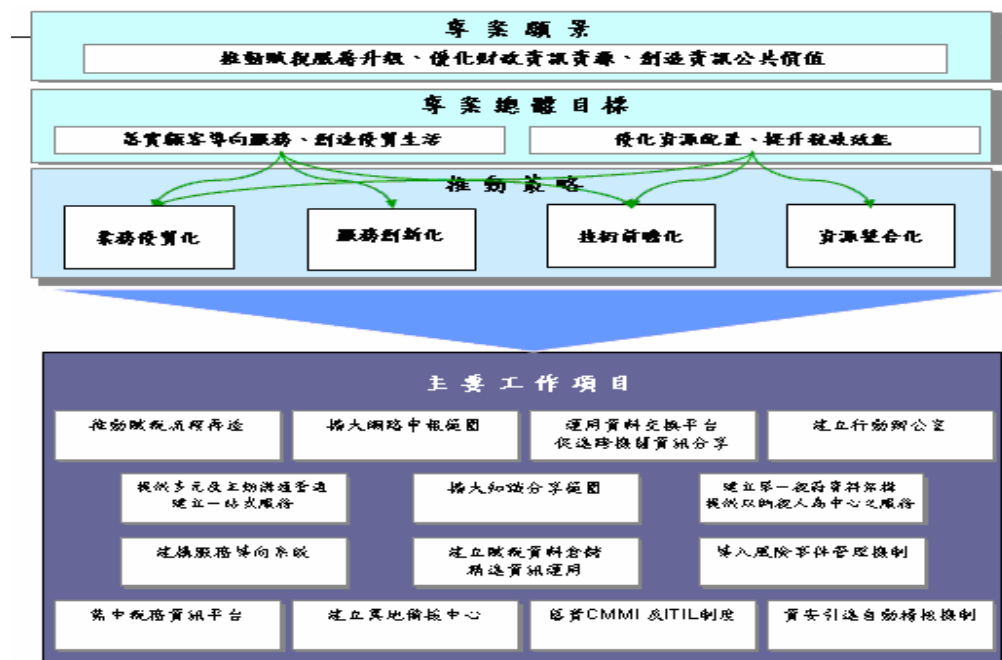 專案願景
推動賦稅服務升級、優化財政資訊資源、創造資訊公共價值
專案總體目標
落實顧客導向服務、創造優質生活
優化資源配置、提升稅政效能
推動策略
業務優質化
服務創新化
技術前瞻化
資源整合化
主要工作項目
推動賦稅流程再造
擴大網路申報範圍
運用資料交換平台
促進跨機關資訊分享
建立行動辦公室
提供多元及主動溝通管道
建立一站式服務
擴大知識分享範圍
建立單一稅籍資料架構
提供以納稅人為中心之服務
建構服務導向系統
建立賦稅資料倉儲
精進資訊運用
導入風險事件管理機制
集中稅務資訊平台
建立異地備援中心
落實CMMI 及ITIL制度
資安引進自動稽核機制